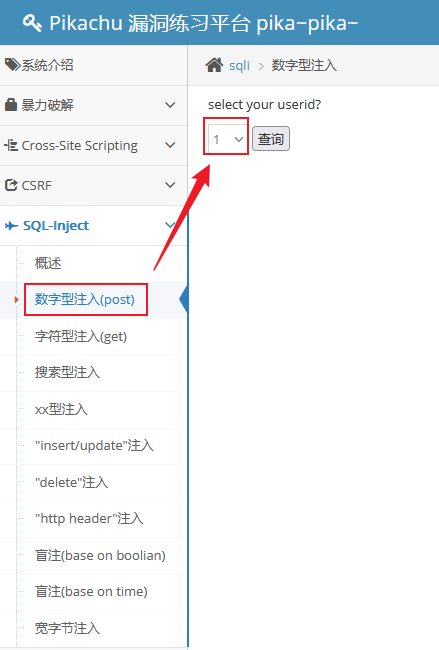 Pikachu 漏洞练习平台 pika~pika~
系统介绍
暴力破解
Cross-Site Scripting
CSRF
SQL-Inject
概述
数字型注入(post)
字符型注入(get)
搜索型注入
xx型注入
"insert/update"注入
"delete"注入
"http header"注入
盲注(base on boolian)
盲注(base on time)
宽字节注入
sqli > 数字型注入
select your userid?
1 查询